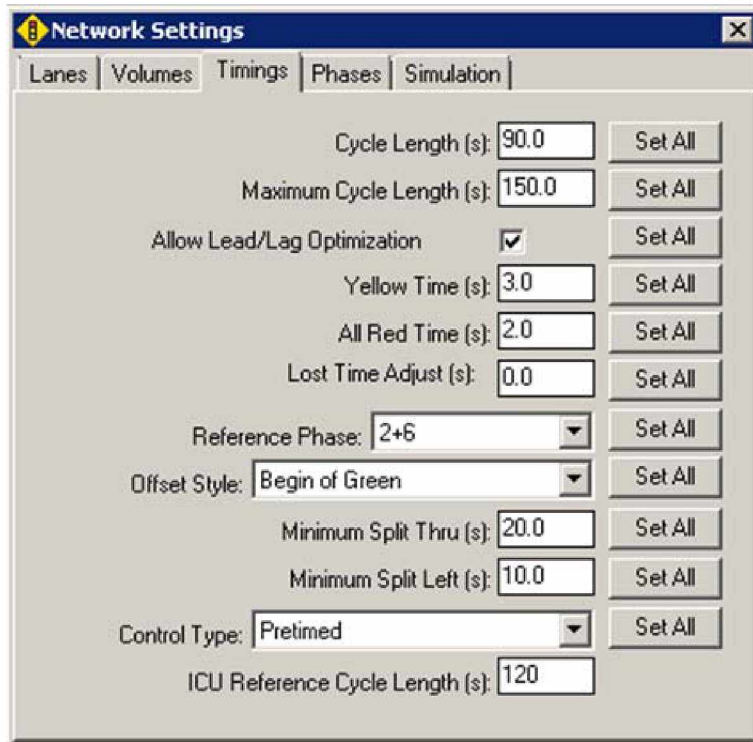 Network Settings
Lanes Volumes Timings Phases Simulation
Cycle Length (s): 90.0 Set All
Maximum Cycle Length (s): 150.0 Set All
Allow Lead/Lag Optimization Set All
Yellow Time (s): 3.0 Set All
All Red Time (s): 2.0 Set All
Lost Time Adjust (s): 0.0 Set All
Reference Phase: 2+6 Set All
Offset Style: Begin of Green Set All
Minimum Split Thru (s): 20.0 Set All
Minimum Split Left (s): 10.0 Set All
Control Type: Pretimed Set All
ICU Reference Cycle Length (s): 120